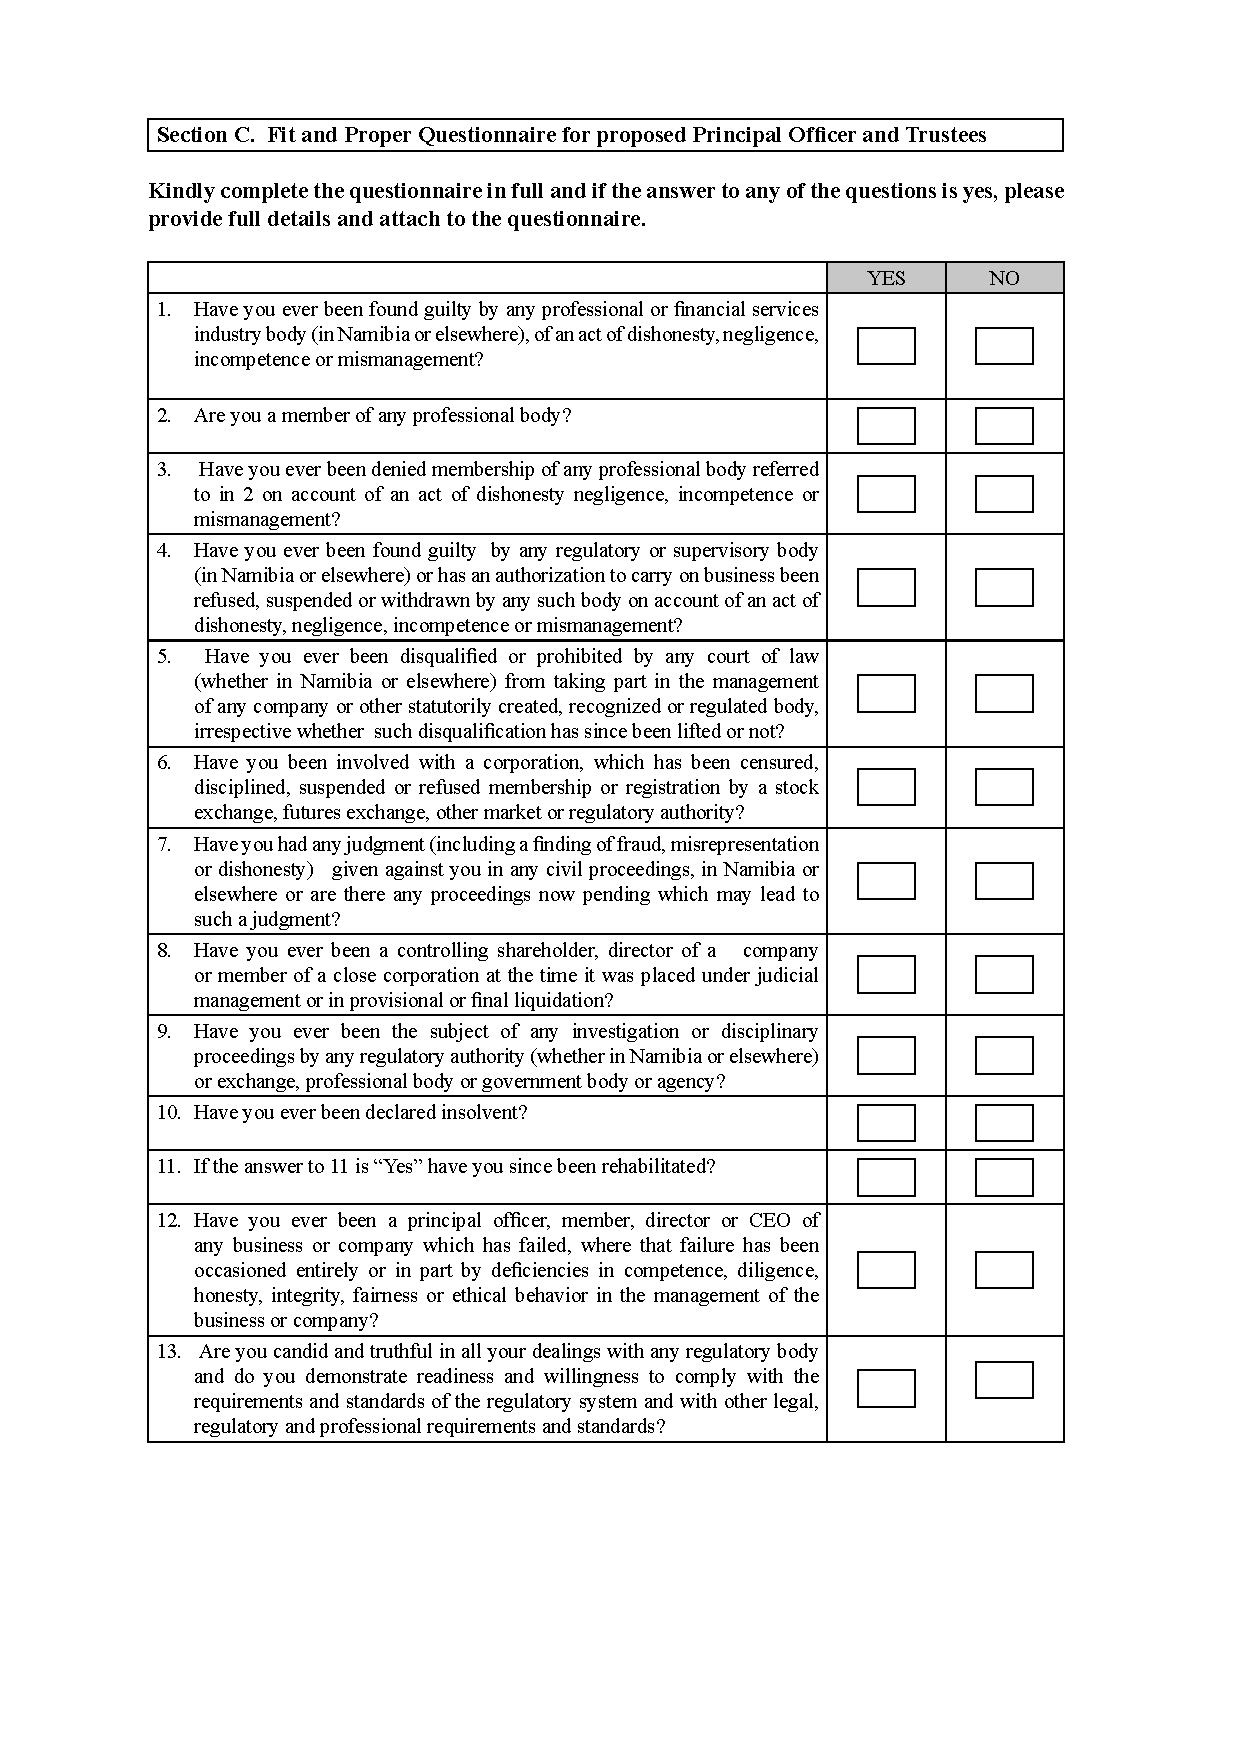 Section C.  Fit and Proper Questionnaire for proposed Principal Officer and Trustees
Kindly complete the questionnaire in full and if the answer to any of the questions is yes, please
provide full details and attach to the questionnaire.
YES NO
1. Have you ever been found guilty by any professional or financial services
industry body (in Namibia or elsewhere), of an act of dishonesty, negligence,
incompetence or mismanagement?
2. Are you a member of any professional body?
3. Have you ever been denied membership of any professional body referred
to in 2 on account of an act of dishonesty negligence, incompetence or
mismanagement?
4. Have you ever been found guilty by any regulatory or supervisory body
(in Namibia or elsewhere) or has an authorization to carry on business been
refused, suspended or withdrawn by any such body on account of an act of
dishonesty, negligence, incompetence or mismanagement?
5. Have you ever been disqualified or prohibited by any court of law
(whether in Namibia or elsewhere) from taking part in the management
of any company or other statutorily created, recognized or regulated body,
irrespective whether such disqualification has since been lifted or not?
6. Have you been involved with a corporation, which has been censured,
disciplined, suspended or refused membership or registration by a stock
exchange, futures exchange, other market or regulatory authority?
7. Have you had any judgment (including a finding of fraud, misrepresentation
or dishonesty) given against you in any civil proceedings, in Namibia or
elsewhere or are there any proceedings now pending which may lead to
such a judgment?
8. Have you ever been a controlling shareholder, director of a company
or member of a close corporation at the time it was placed under judicial
management or in provisional or final liquidation?
9. Have you ever been the subject of any investigation or disciplinary
proceedings by any regulatory authority (whether in Namibia or elsewhere)
or exchange, professional body or government body or agency?
10. Have you ever been declared insolvent?
11. If the answer to 11 is “Yes” have you since been rehabilitated?
12. Have you ever been a principal officer, member, director or CEO of
any business or company which has failed, where that failure has been
occasioned entirely or in part by deficiencies in competence, diligence,
honesty, integrity, fairness or ethical behavior in the management of the
business or company?
13. Are you candid and truthful in all your dealings with any regulatory body
and do you demonstrate readiness and willingness to comply with the
requirements and standards of the regulatory system and with other legal,
regulatory and professional requirements and standards?